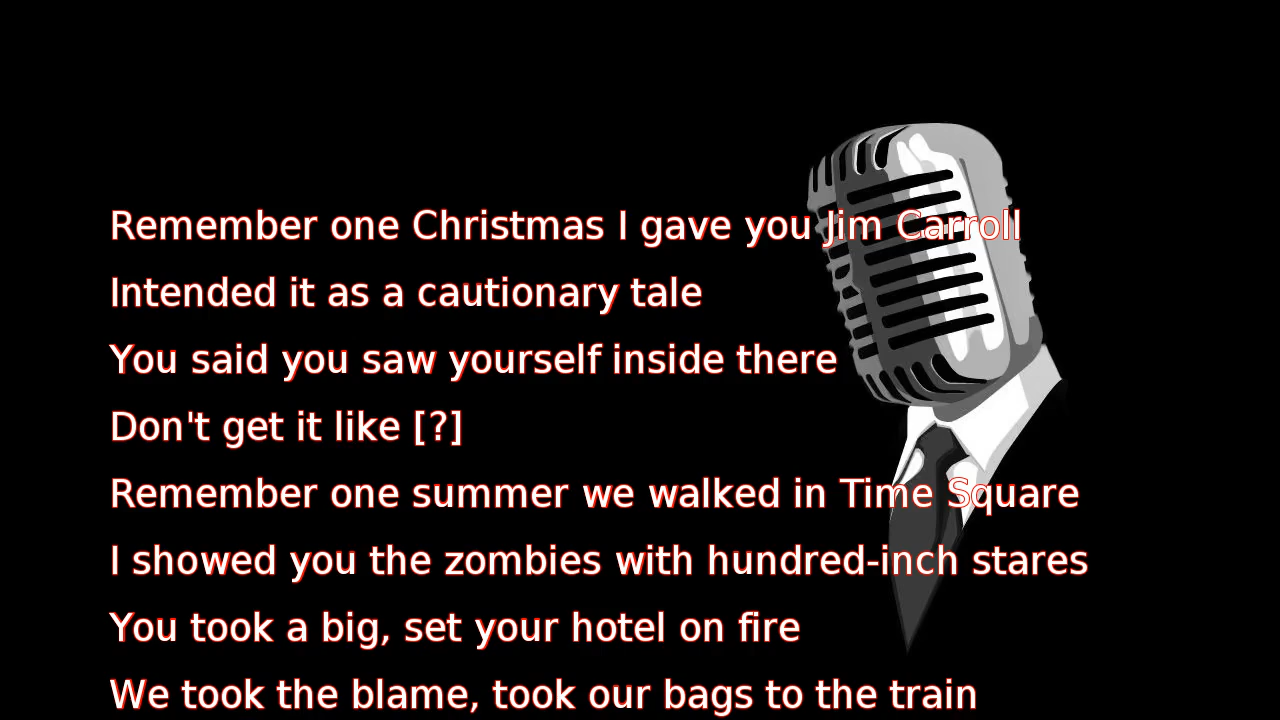 Remember one Christmas I gave you Jim Carroll
Intended it as a cautionary tale
You said you saw yourself inside there
Don't get it like [?]
Remember one summer we walked in Time Square
I showed you the zombies with hundred-inch stares
You took a big, set your hotel on fire
We took the blame, took our bags to the train